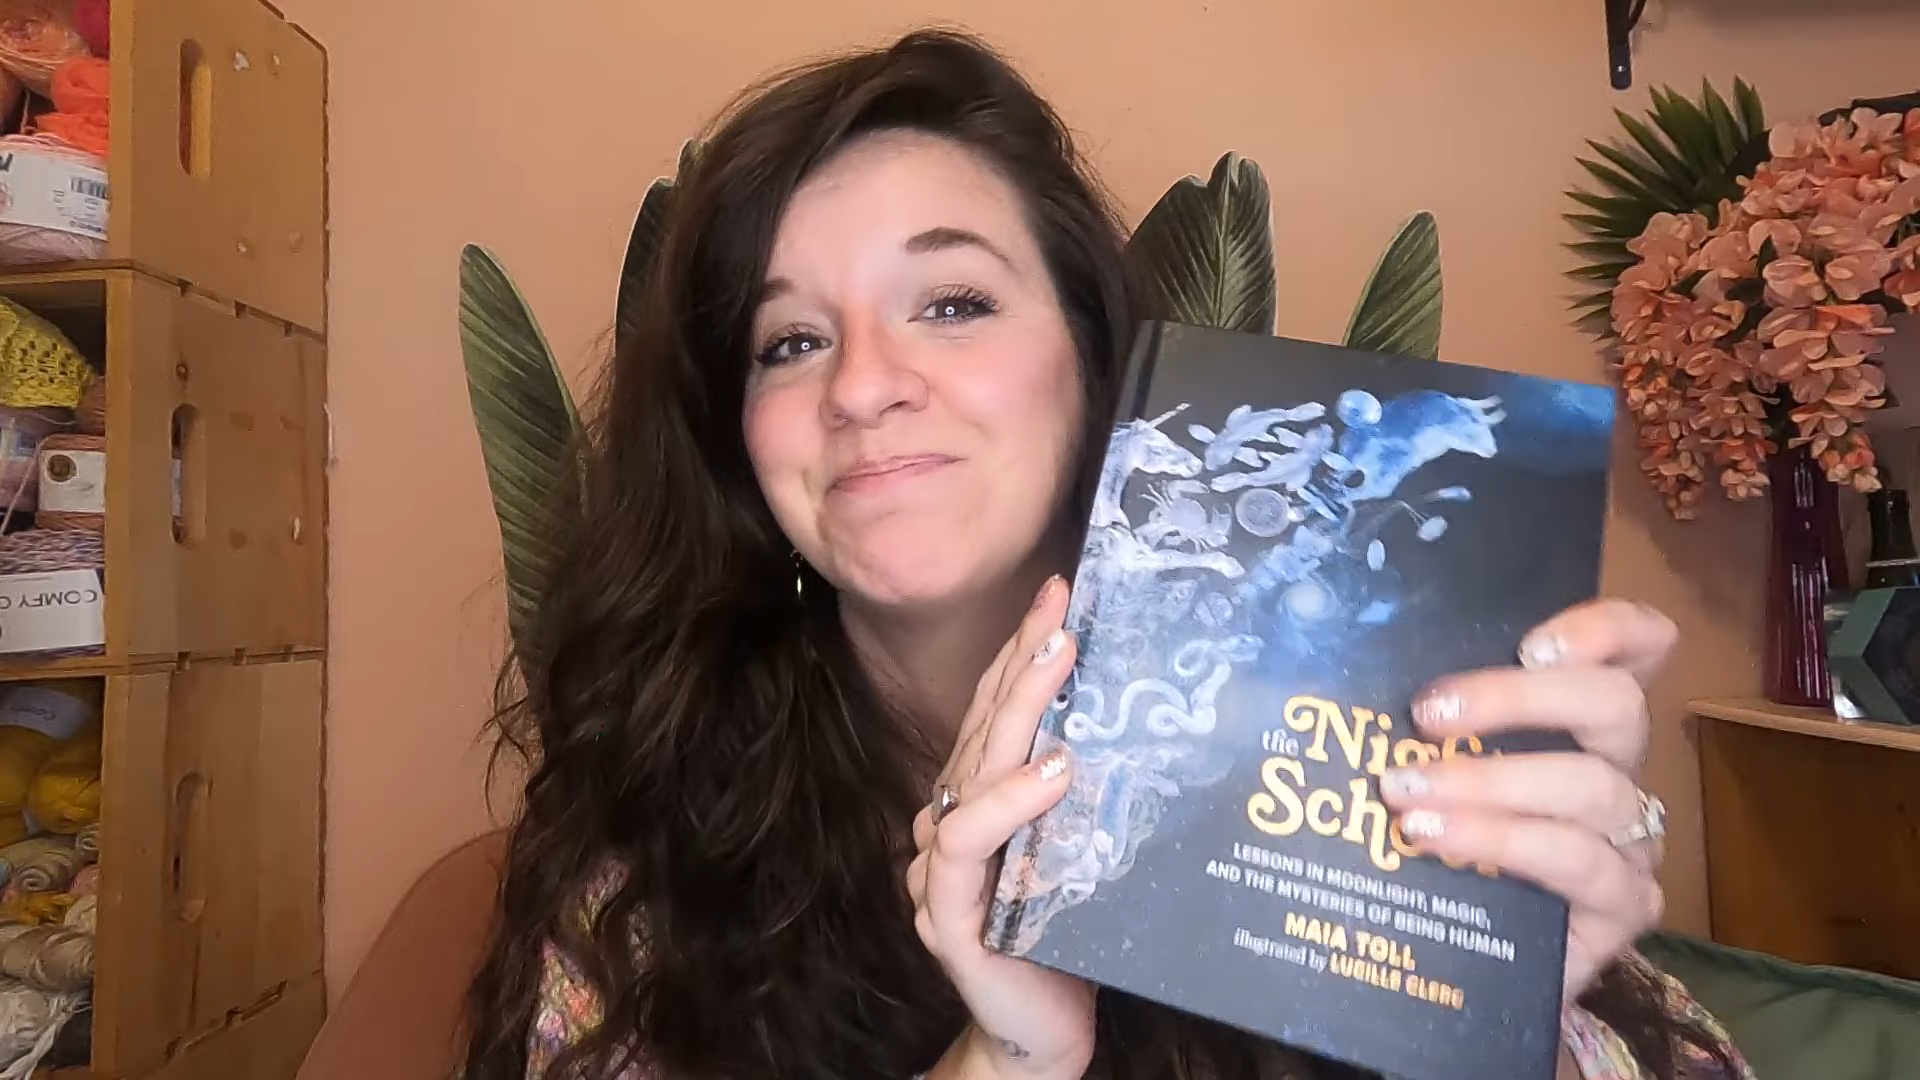 COMFY
the
LESSONS IN MOONLIGHT, MAGIC,
AND THE MYSTERIES OF BEING HUMAN
MAIA TOLL
illustrated by LUCILLE CLERC